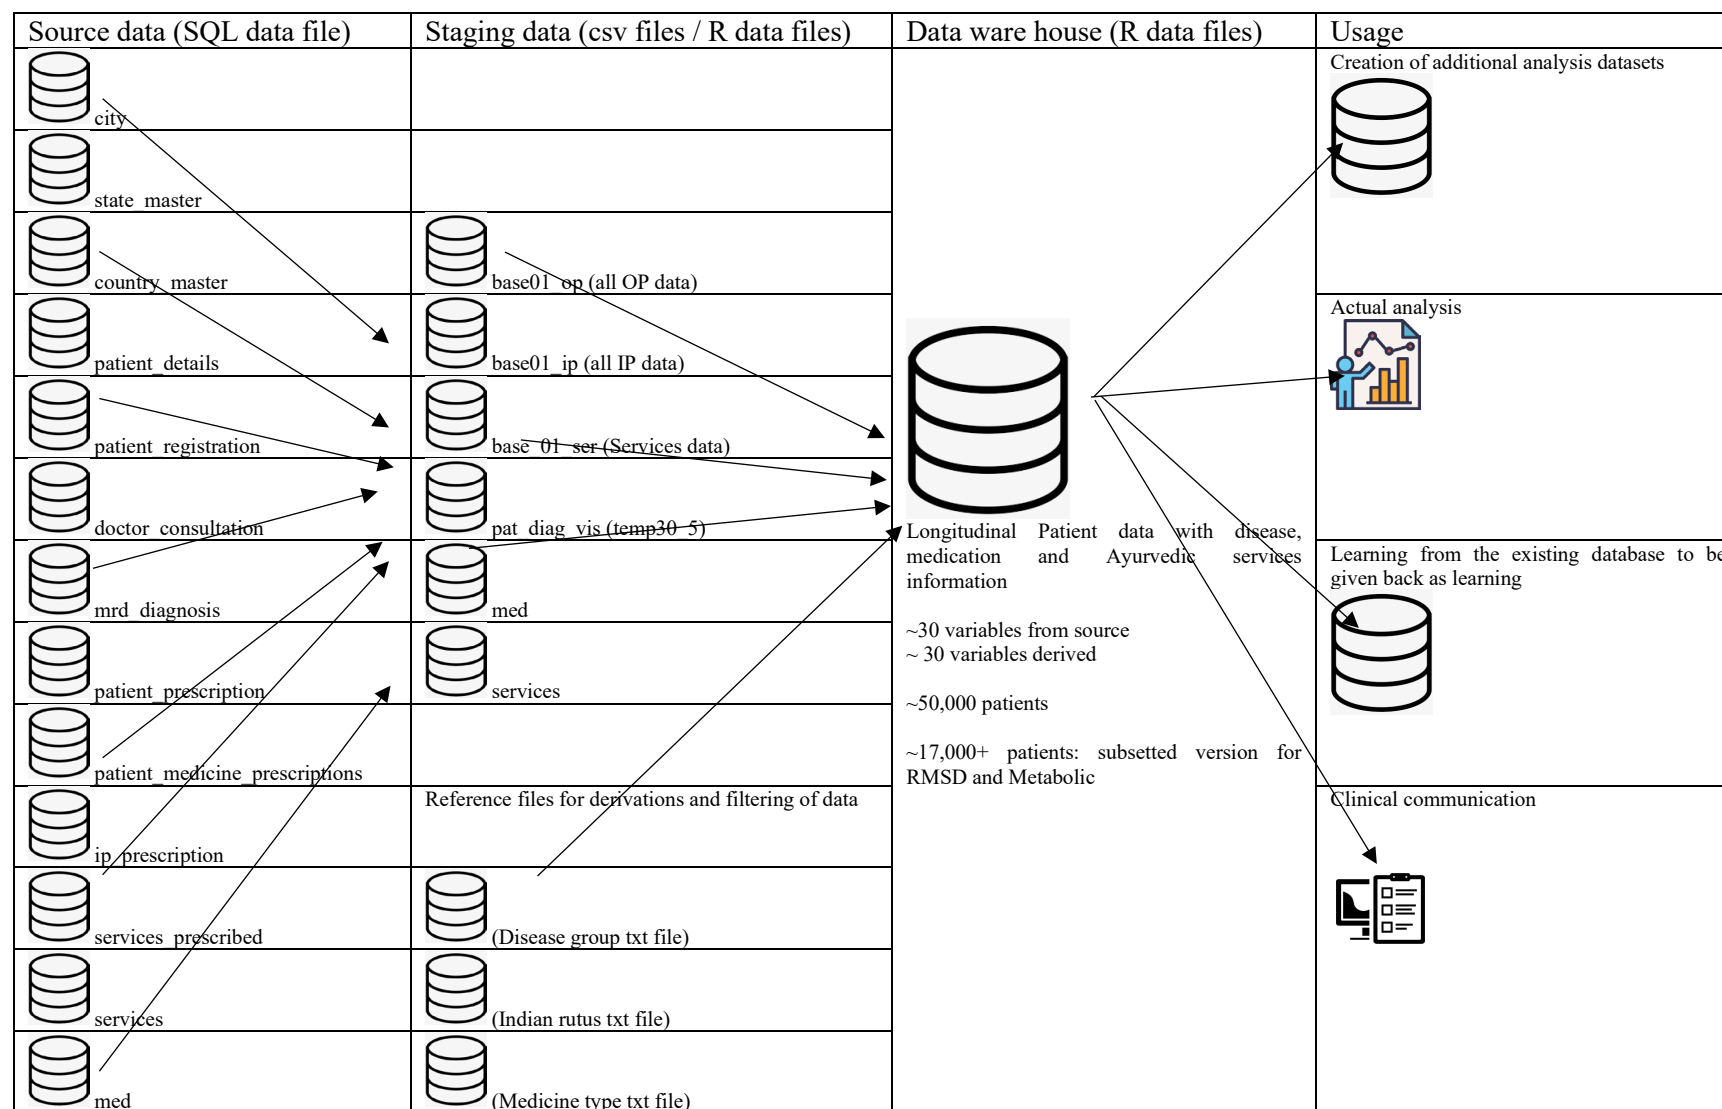 Source data (SQL data file)
Staging data (csv files / R data files)
Data ware house (R data files)
Usage
city
state_master
country_master
patient_details
patient_registration
doctor_consultation
mrd_diagnosis
patient_prescription
patient_medicine_prescriptions
ip_prescription
services_prescribed
services
med
base01_op (all OP data)
base01_ip (all IP data)
base_01_ser (Services data)
pat_diag_vis (temp30_5)
med
services
Reference files for derivations and filtering of data
(Disease group txt file)
(Indian rutus txt file)
(Medicine type txt file)
Longitudinal Patient data with disease,
medication and Ayurvedic services
information
~30 variables from source
~ 30 variables derived
~50,000 patients
~17,000+ patients: subsetted version for
RMSD and Metabolic
Creation of additional analysis datasets
Actual analysis
Learning from the existing database to be
given back as learning
Clinical communication